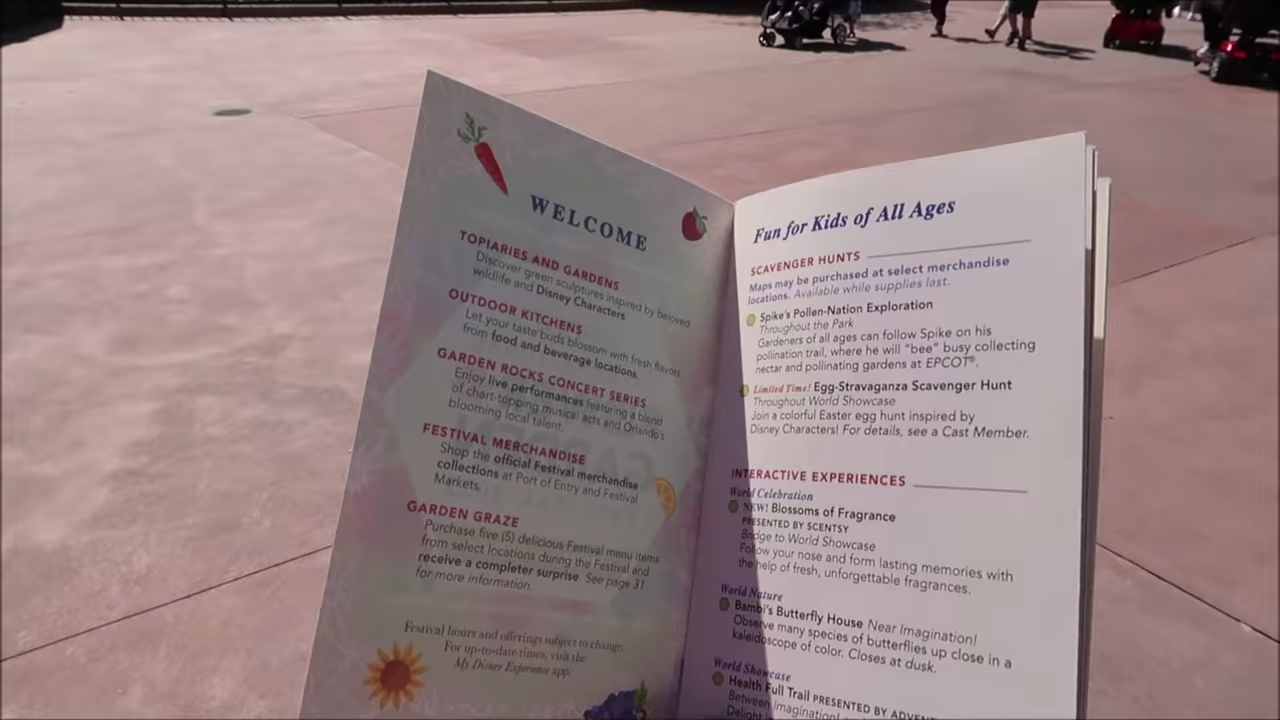 WELCOME
TOPIARIES AND GARDENS
Discover green sculptures inspired by beloved
wildlife and Disney Characters
OUTDOOR KITCHENS
Let your taste buds blossom with fresh flavors
from food and beverage locations.
GARDEN ROCKS CONCERT SERIES
Enjoy live performances featuring a blend
of chart-topping musical acts and Orlando's
blooming local talent.
FESTIVAL MERCHANDISE
Shop the official Festival merchandise
collections at Port of Entry and Festival
Markets.
GARDEN GRAZE
Purchase five (5) delicious Festival menu items
from select locations during the Festival and
receive a completer surprise. See page 31
for more information.
Festival hours and offerings subject to change.
For up-to-date times, visit the
My Disney Experience app.
Fun for Kids of All Ages
SCAVENGER HUNTS
Maps may be purchased at select merchandise
locations. Available while supplies last.
Spike's Pollen-Nation Exploration
Throughout the Park
Gardeners of all ages can follow Spike on his
pollination trail, where he will "bee" busy collecting
nectar and pollinating gardens at EPCOT®.
Limited Time! Egg-Stravaganza Scavenger Hunt
Throughout World Showcase
Join a colorful Easter egg hunt inspired by
Disney Characters! For details, see a Cast Member.
INTERACTIVE EXPERIENCES
World Celebration
NEW! Blossoms of Fragrance
PRESENTED BY SCENTSY
Bridge to World Showcase
Follow your nose and form lasting memories with
the help of fresh, unforgettable fragrances.
World Nature
Bambi's Butterfly House Near Imagination!
Observe many species of butterflies up close in a
kaleidoscope of color. Closes at dusk.
World Showcase
Health Full Trail PRESENTED BY
Between Imagination!
Delight